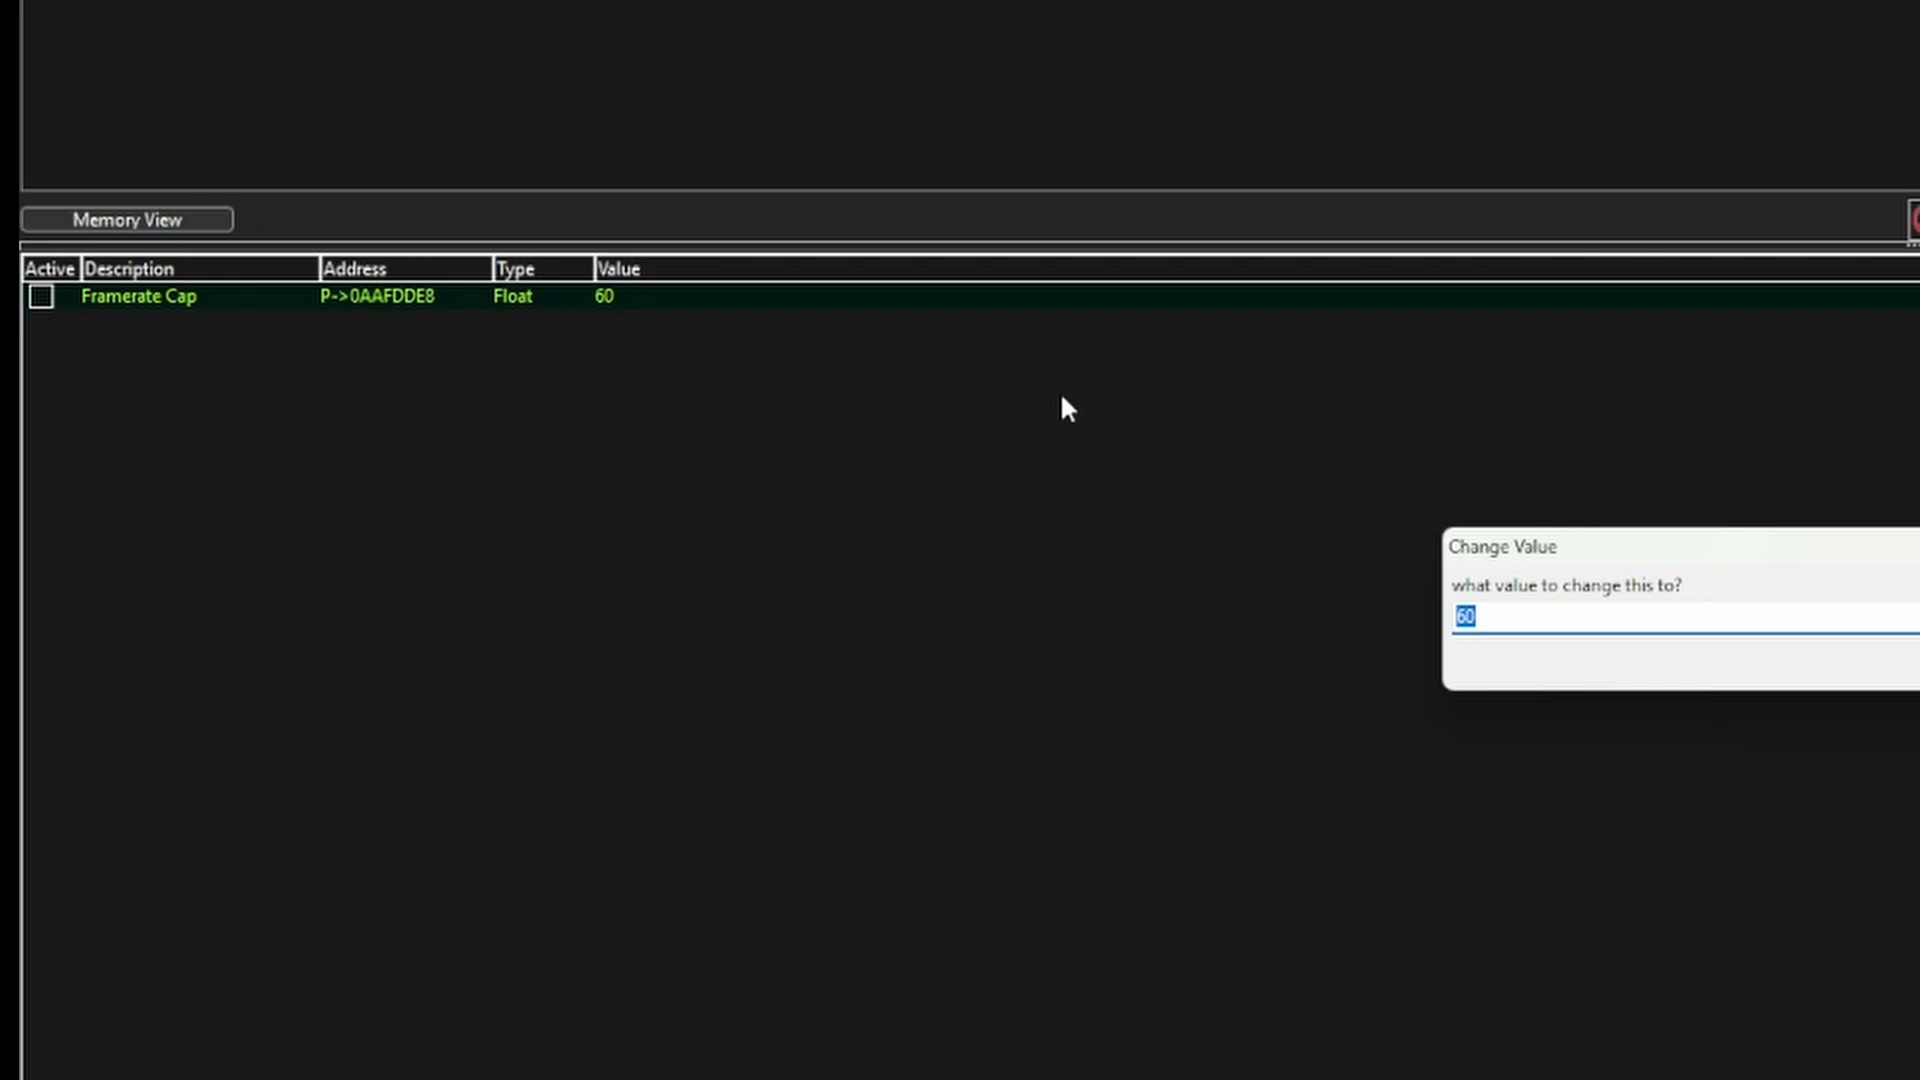 Memory View
Active Description Address Type Value
Framerate Cap P->0AAFDDE8 Float 60
Change Value
what value to change this to?
60